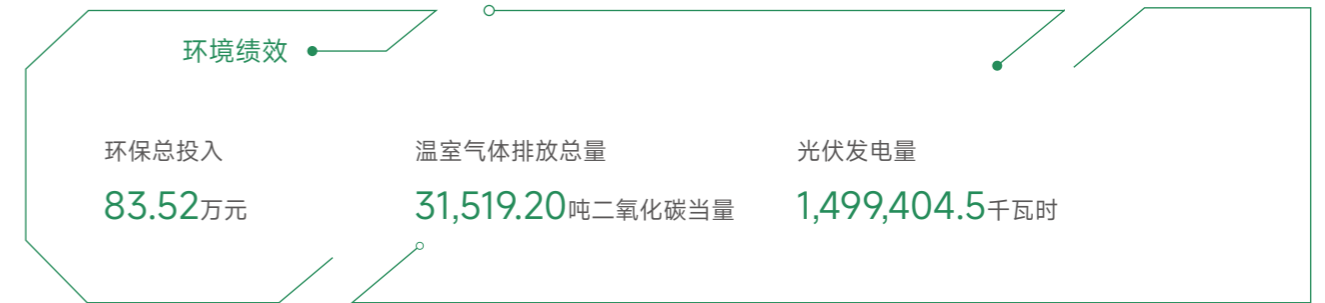 环境绩效
环保总投入
83.52万元
温室气体排放总量
31,519.20吨二氧化碳当量
光伏发电量
1,499,404.5千瓦时